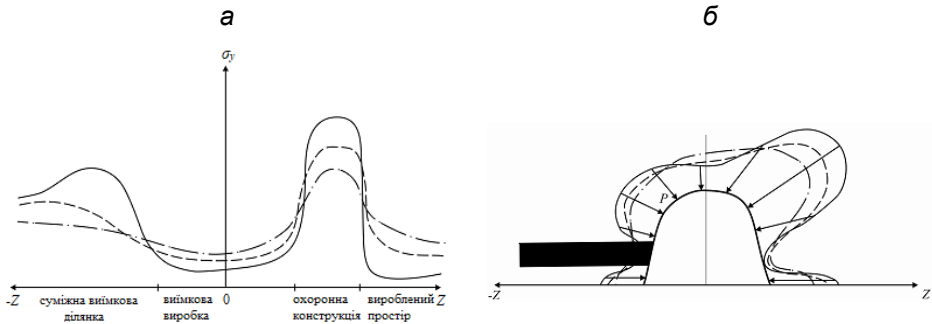 а
б
σy
P
-Z
суміжна виїмкова
ділянка
виїмкова
виробка
0
охоронна
конструкція
вироблений
простір
Z
-Z
Z